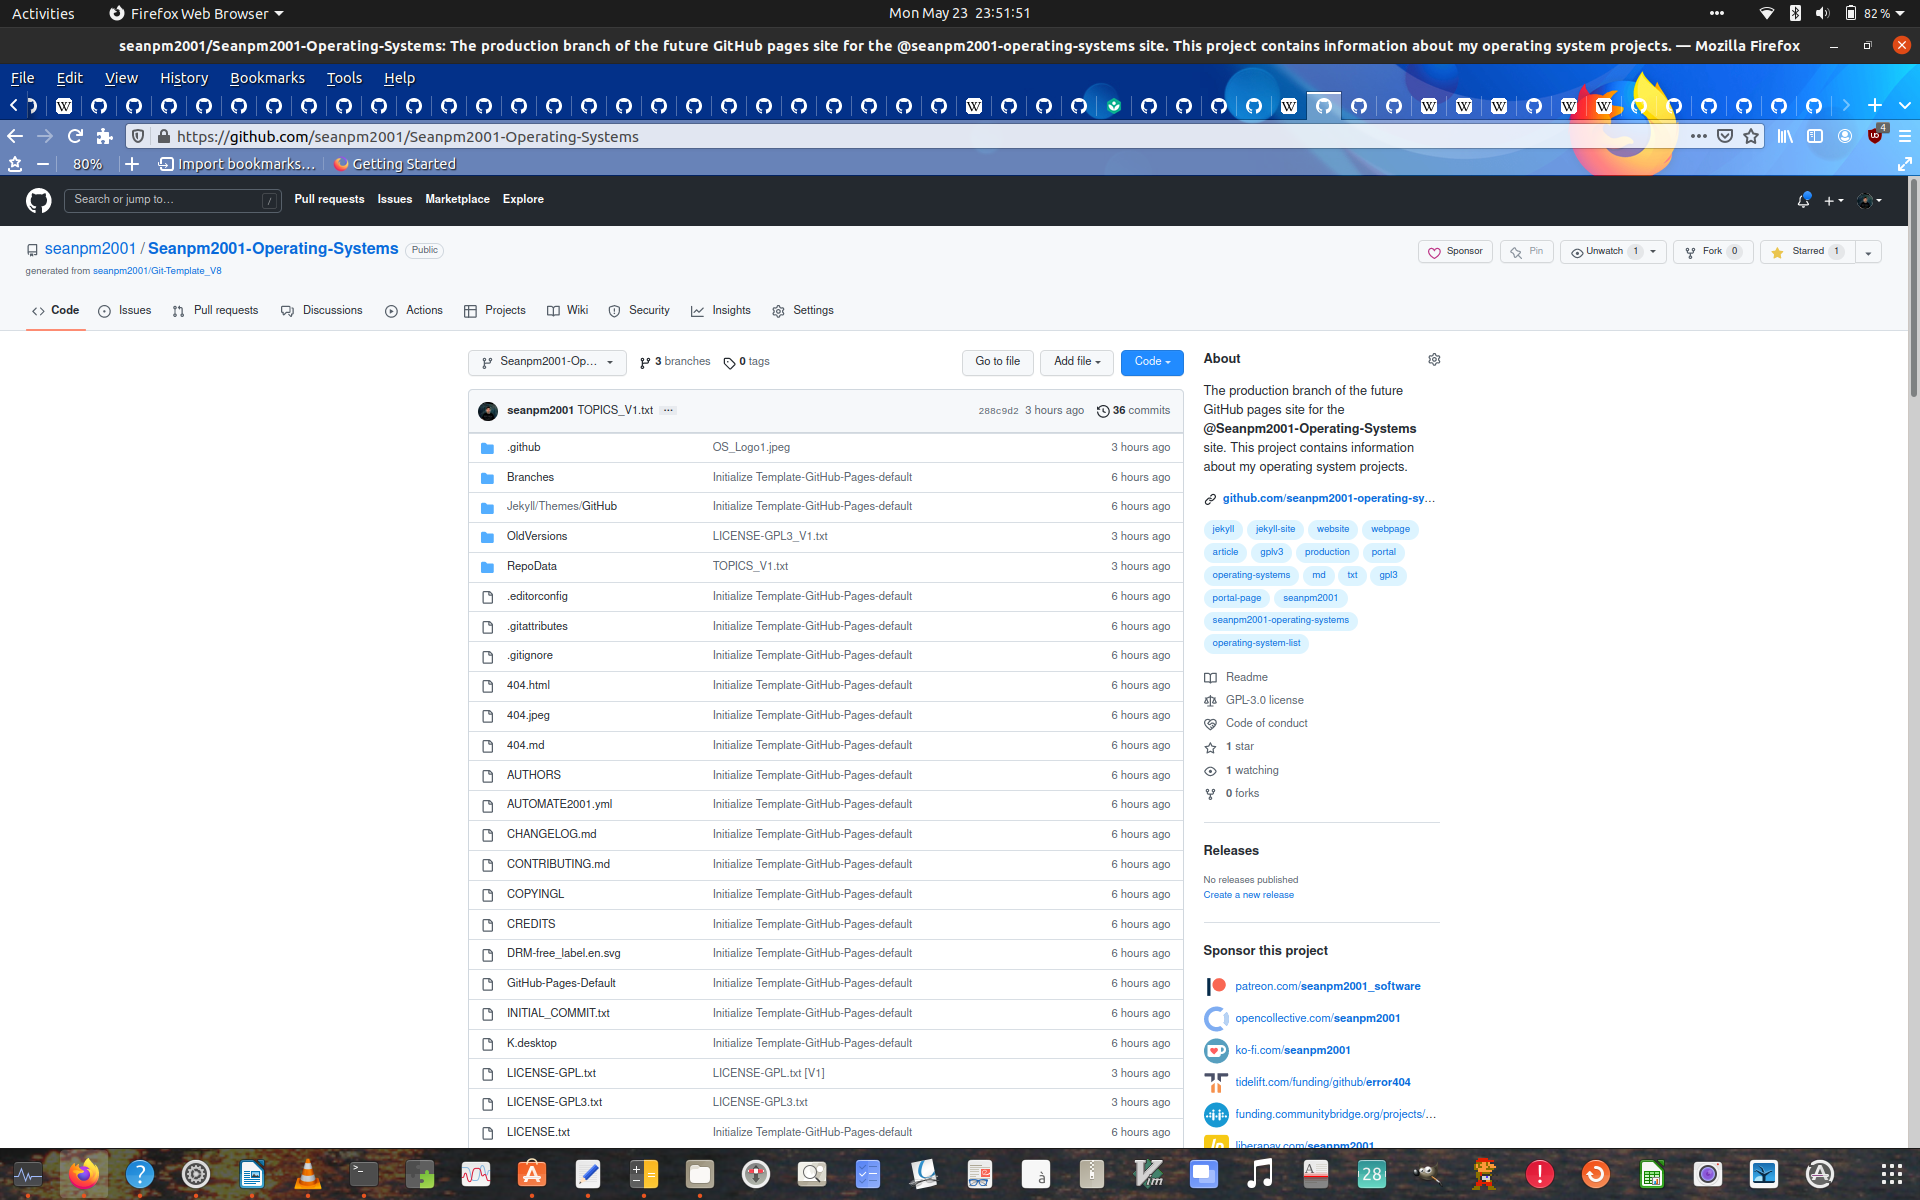 Activities
Firefox Web Browser
Mon May 23 23:51:51
82 %
seanpm2001/Seanpm2001-Operating-Systems: The production branch of the future GitHub pages site for the @seanpm2001-operating-systems site. This project contains information about my operating system projects. — Mozilla Firefox
File Edit View History Bookmarks Tools Help
https://github.com/seanpm2001/Seanpm2001-Operating-Systems
4
80%
Import bookmarks...
Getting Started
Search or jump to...
/
Pull requests Issues Marketplace Explore
seanpm2001 / Seanpm2001-Operating-Systems
Public
generated from seanpm2001/Git-Template_V8
Sponsor
Pin
Unwatch 1
Fork 0
Starred 1
Code
Issues
Pull requests
Discussions
Actions
Projects
Wiki
Security
Insights
Settings
Seanpm2001-Op...
3 branches
0 tags
Go to file
Add file
Code
seanpm2001 TOPICS_V1.txt ...
288c9d2 3 hours ago
36 commits
.github OS_Logo1.jpeg 3 hours ago
Branches Initialize Template-GitHub-Pages-default 6 hours ago
Jekyll/Themes/GitHub Initialize Template-GitHub-Pages-default 6 hours ago
OldVersions LICENSE-GPL3_V1.txt 3 hours ago
RepoData TOPICS_V1.txt 3 hours ago
.editorconfig Initialize Template-GitHub-Pages-default 6 hours ago
.gitattributes Initialize Template-GitHub-Pages-default 6 hours ago
.gitignore Initialize Template-GitHub-Pages-default 6 hours ago
404.html Initialize Template-GitHub-Pages-default 6 hours ago
404.jpeg Initialize Template-GitHub-Pages-default 6 hours ago
404.md Initialize Template-GitHub-Pages-default 6 hours ago
AUTHORS Initialize Template-GitHub-Pages-default 6 hours ago
AUTOMATE2001.yml Initialize Template-GitHub-Pages-default 6 hours ago
CHANGELOG.md Initialize Template-GitHub-Pages-default 6 hours ago
CONTRIBUTING.md Initialize Template-GitHub-Pages-default 6 hours ago
COPYINGL Initialize Template-GitHub-Pages-default 6 hours ago
CREDITS Initialize Template-GitHub-Pages-default 6 hours ago
DRM-free_label.en.svg Initialize Template-GitHub-Pages-default 6 hours ago
GitHub-Pages-Default Initialize Template-GitHub-Pages-default 6 hours ago
INITIAL_COMMIT.txt Initialize Template-GitHub-Pages-default 6 hours ago
K.desktop Initialize Template-GitHub-Pages-default 6 hours ago
LICENSE-GPL.txt LICENSE-GPL.txt [V1] 3 hours ago
LICENSE-GPL3.txt LICENSE-GPL3.txt 3 hours ago
LICENSE.txt Initialize Template-GitHub-Pages-default 6 hours ago
About
The production branch of the future
GitHub pages site for the
@Seanpm2001-Operating-Systems
site. This project contains information
about my operating system projects.
github.com/seanpm2001-operating-sy...
jekyll jekyll-site website webpage
article gplv3 production portal
operating-systems md txt gpl3
portal-page seanpm2001
seanpm2001-operating-systems
operating-system-list
Readme
GPL-3.0 license
Code of conduct
1 star
1 watching
0 forks
Releases
No releases published
Create a new release
Sponsor this project
patreon.com/seanpm2001_software
opencollective.com/seanpm2001
ko-fi.com/seanpm2001
tidelift.com/funding/github/error404
funding.communitybridge.org/projects/...
liberapay.com/seanpm2001
28